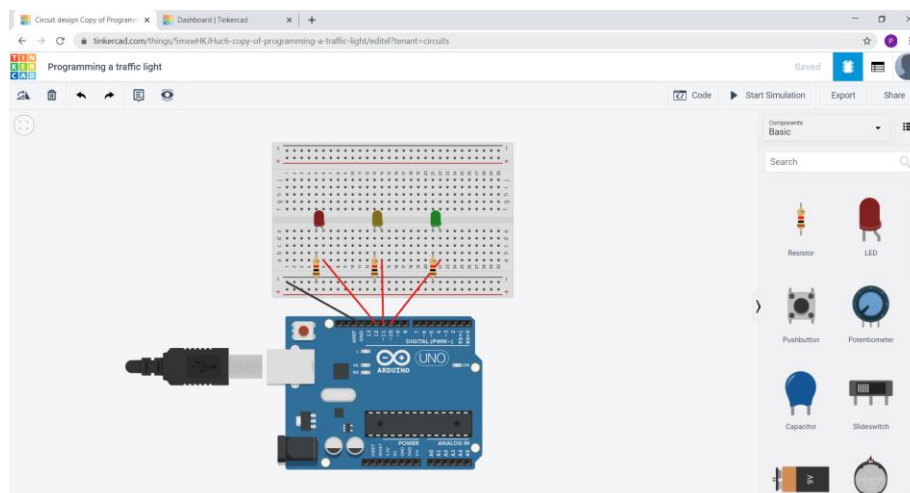 Circuit design Copy of Program
Dashboard | Tinkercad
tinkercad.com/things/5mxwHKJHuc6-copy-of-programming-a-traffic-light/editel?tenant=circuits
P
TIN
KER
CAD
Programming a traffic light
Saved
Code
Start Simulation
Export
Share
Components
Basic
Search
Resistor
LED
Pushbutton
Potentiometer
Capacitor
Slideswitch
9V
DIGITAL (PWM~)
UNO
ARDUINO
POWER
ANALOG IN